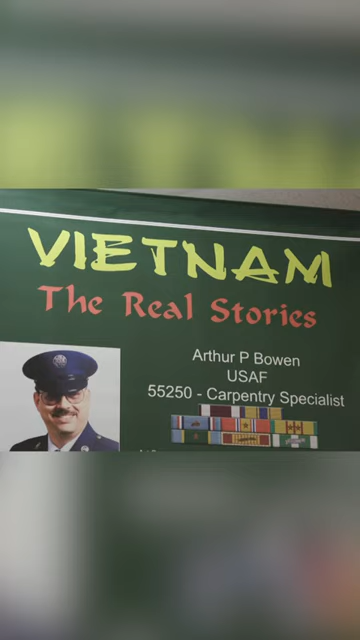 VIETNAM
The Real Stories
Arthur P Bowen
USAF
55250 - Carpentry Specialist